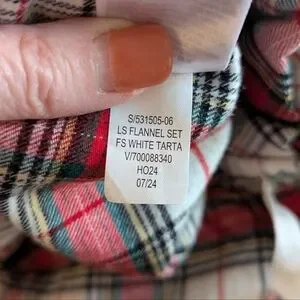 S/531505-06
LS FLANNEL SET
FS WHITE TARTA
V/700088340
HO24
07/24